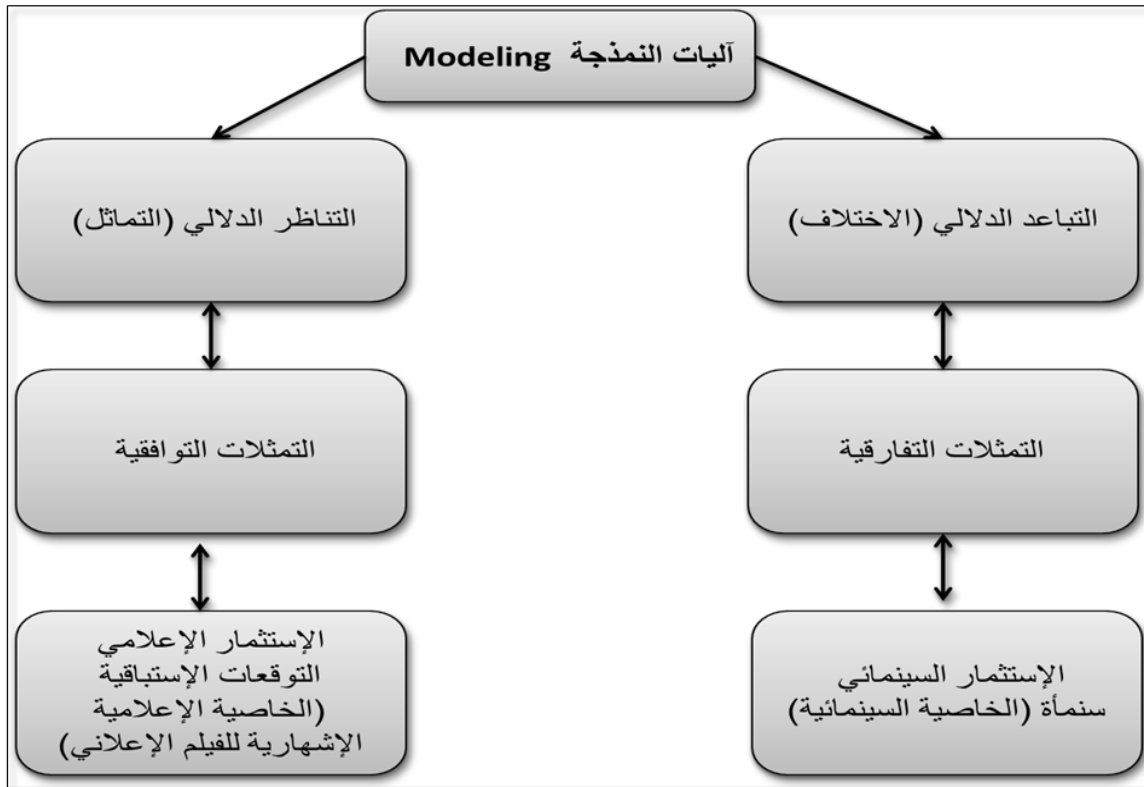 آليات النمذجة Modeling
التباعد الدلالي (الاختلاف)
التناظر الدلالي (التماثل)
التمثلات التفارقية
التمثلات التوافقية
الإستثمار السينمائي
سنمأة (الخاصية السينمائية)
الإستثمار الإعلامي
التوقعات الإستباقية
(الخاصية الإعلامية
الإشهارية للفيلم الإعلاني)